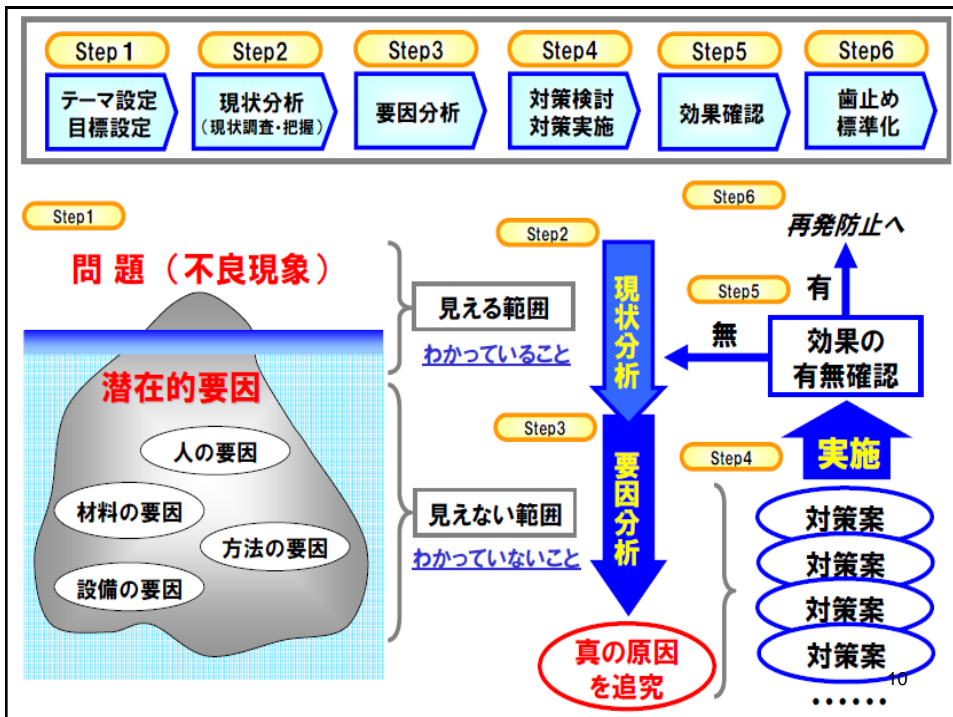 Step1
テーマ設定
目標設定
Step2
現状分析
(現状調査・把握)
Step3
要因分析
Step4
対策検討
対策実施
Step5
効果確認
Step6
歯止め
標準化
Step1
問 題 （不良現象）
潜在的要因
人の要因
材料の要因
方法の要因
設備の要因
見える範囲
わかっていること
見えない範囲
わかっていないこと
Step2
現状分析
Step3
要因分析
真の原因
を追究
Step4
対策案
対策案
対策案
対策案
……
実施
Step5
効果の
有無確認
無
有
Step6
再発防止へ
10